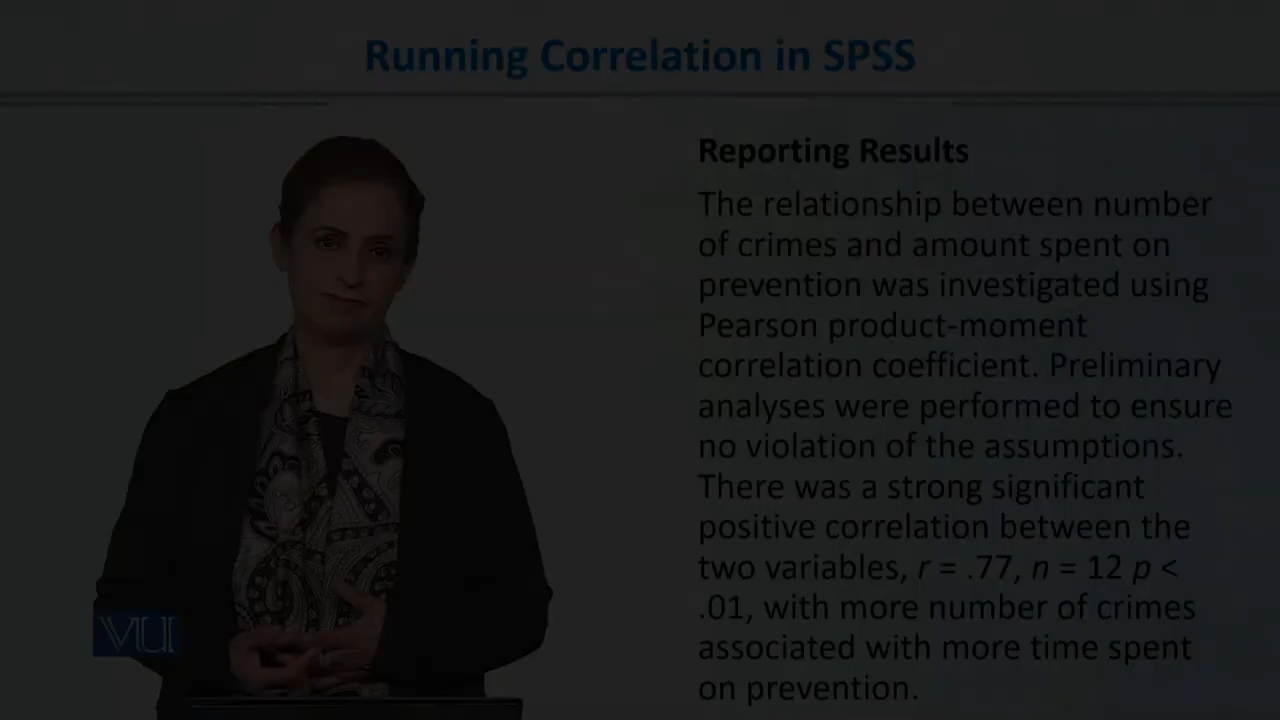 Running Correlation in SPSS
Reporting Results
The relationship between number
of crimes and amount spent on
prevention was investigated using
Pearson product-moment
correlation coefficient. Preliminary
analyses were performed to ensure
no violation of the assumptions.
There was a strong significant
positive correlation between the
two variables, r = .77, n = 12 p <
.01, with more number of crimes
associated with more time spent
on prevention.
VU